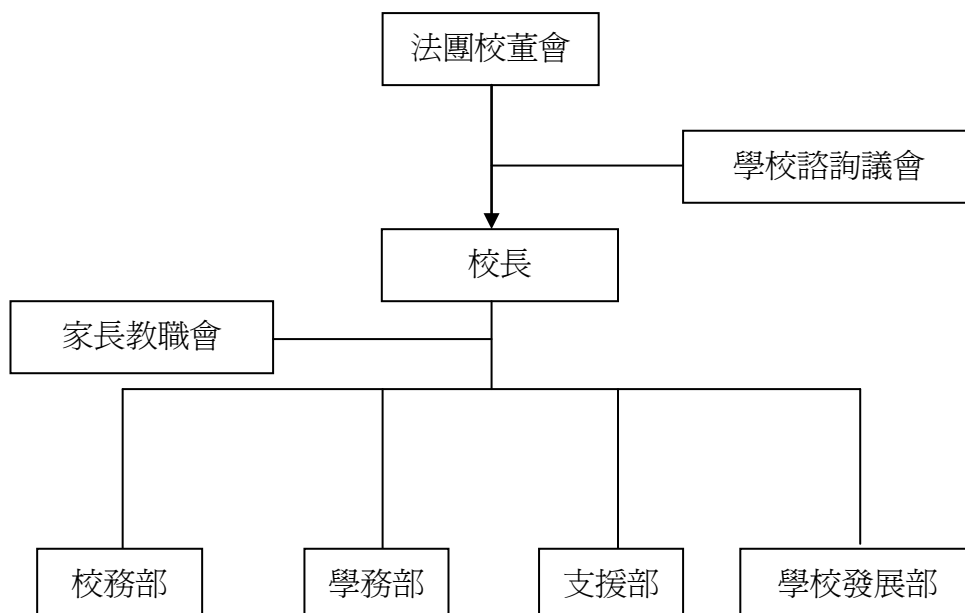 法團校董會
學校諮詢議會
校長
家長教職會
校務部
學務部
支援部
學校發展部